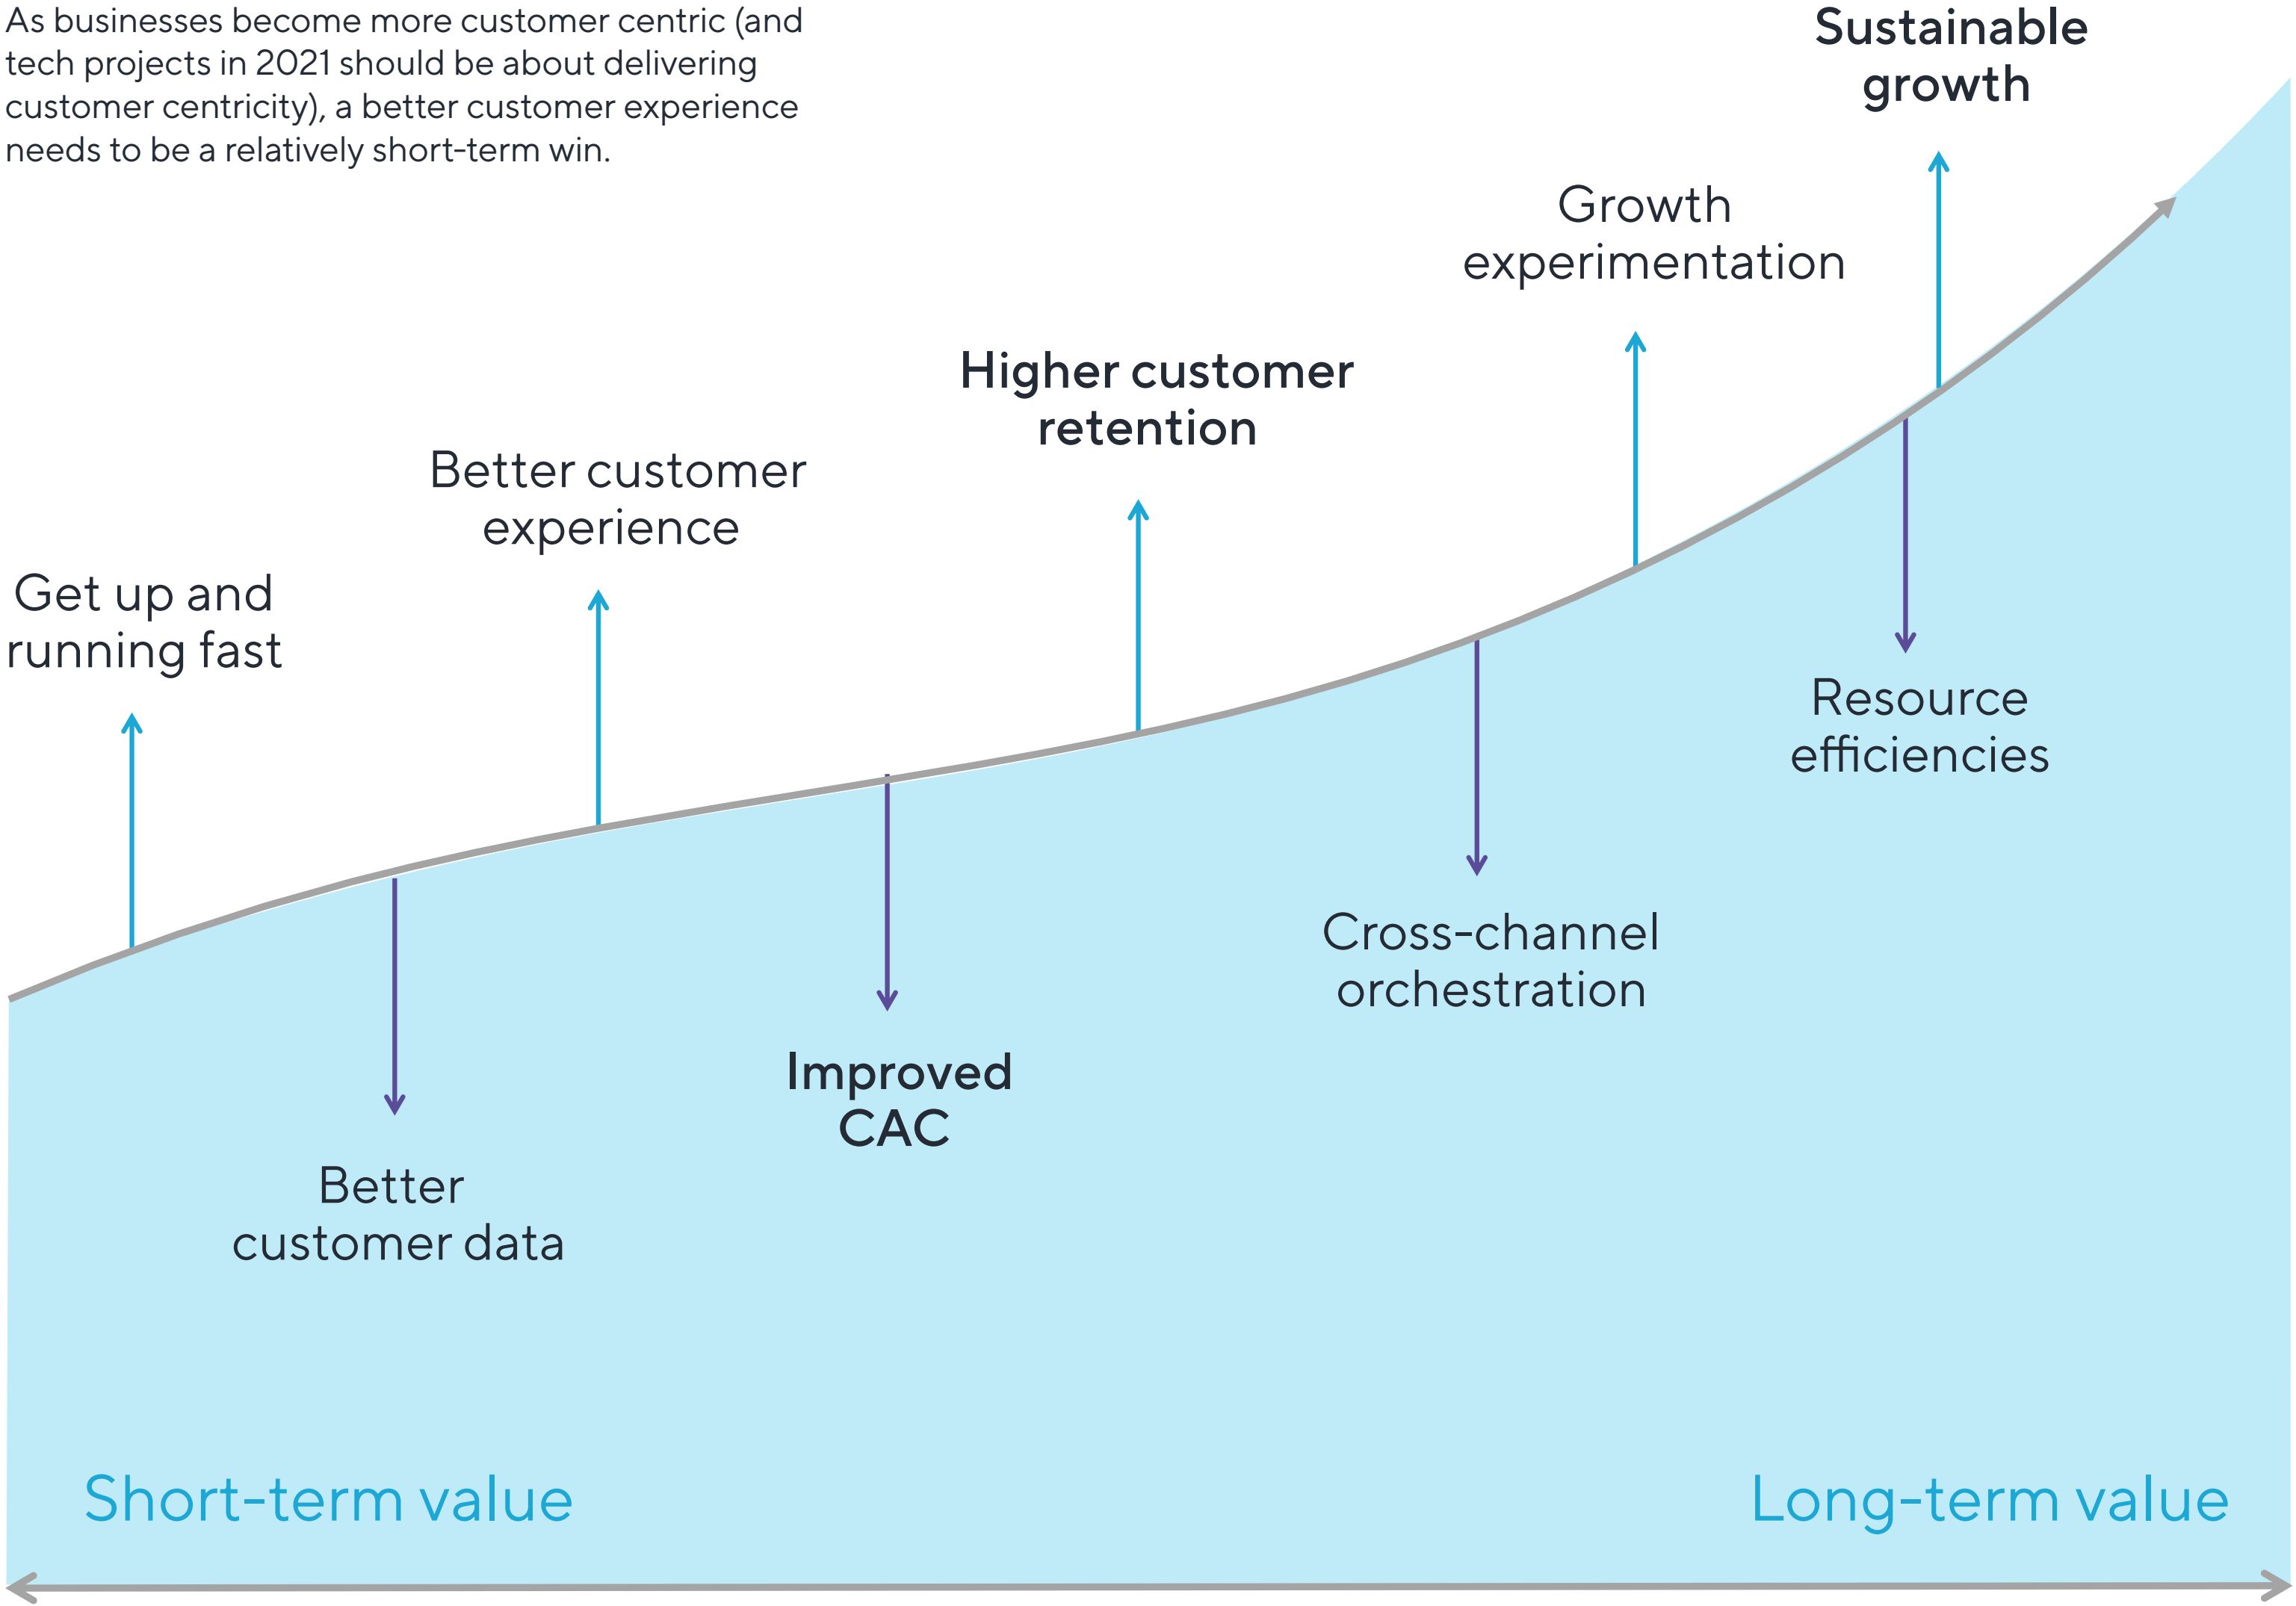 As businesses become more customer centric (and
tech projects in 2021 should be about delivering
customer centricity), a better customer experience
needs to be a relatively short-term win.
Sustainable
growth
Growth
experimentation
Higher customer
retention
Better customer
experience
Get up and
running fast
Resource
efficiencies
Cross-channel
orchestration
Improved
CAC
Better
customer data
Short-term value
Long-term value